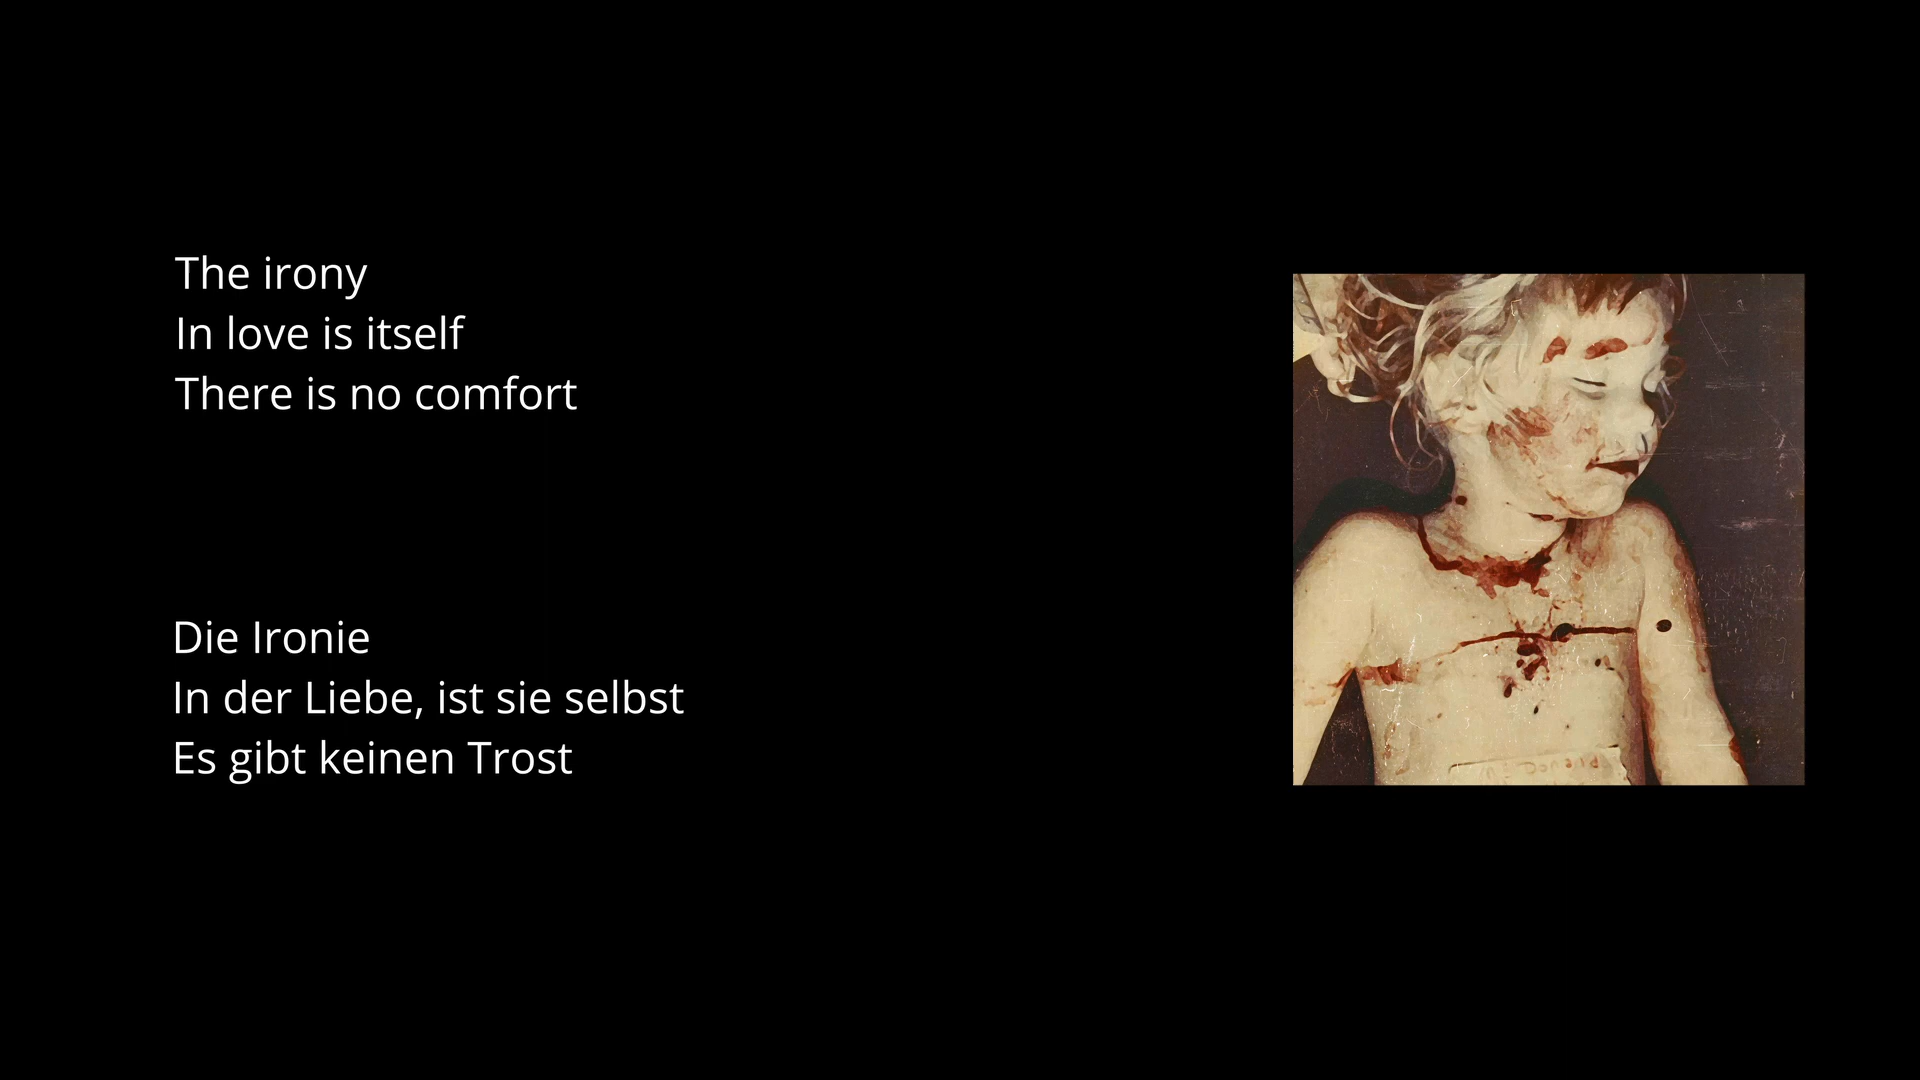 The irony
In love is itself
There is no comfort
Die Ironie
In der Liebe, ist sie selbst
Es gibt keinen Trost